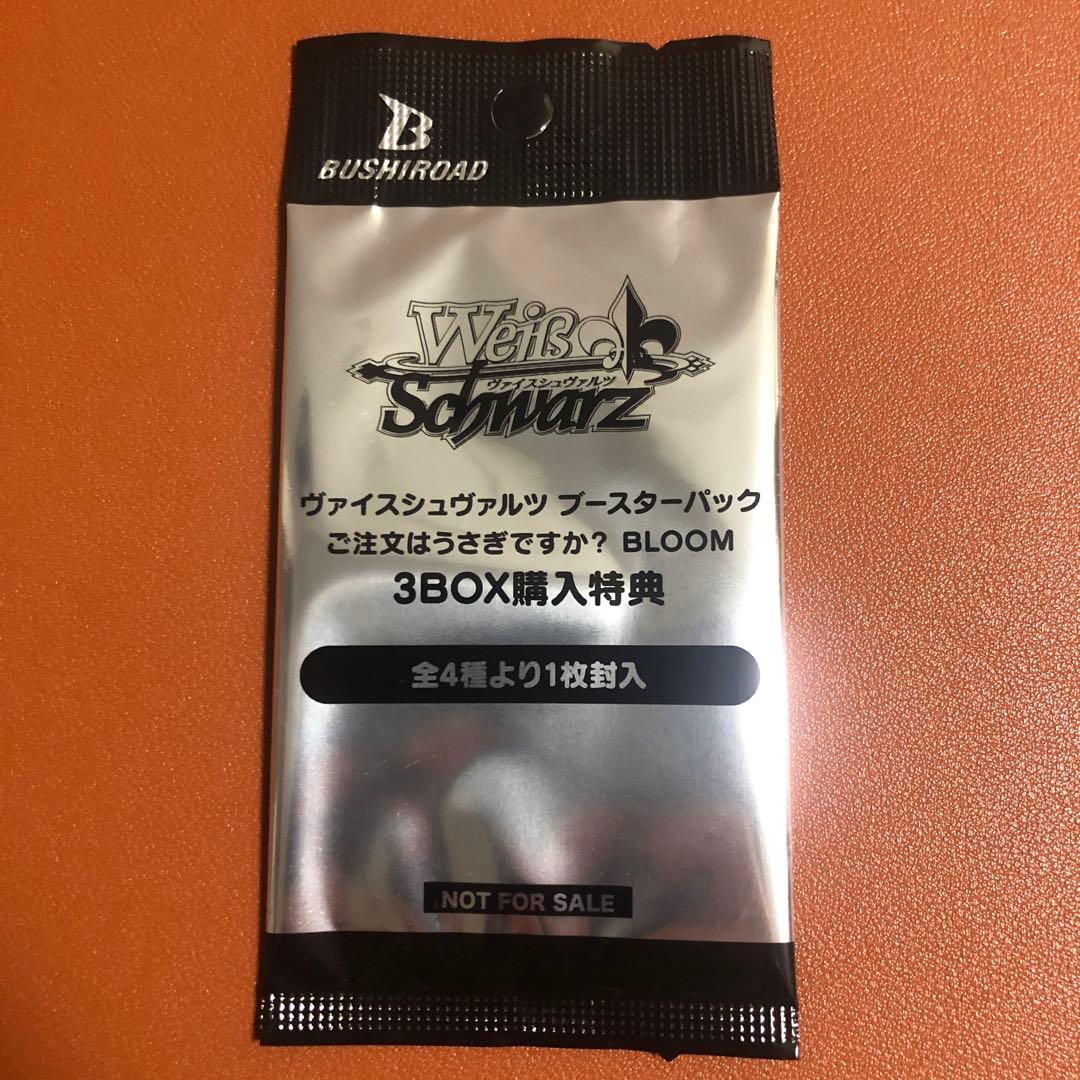 B
BUSHIROAD
Weiß
ヴァイスシュヴァルツ
Schwarz
ヴァイスシュヴァルツ ブースターパック
ご注文はうさぎですか? BLOOM
3BOX購入特典
全4種より1枚封入
NOT FOR SALE